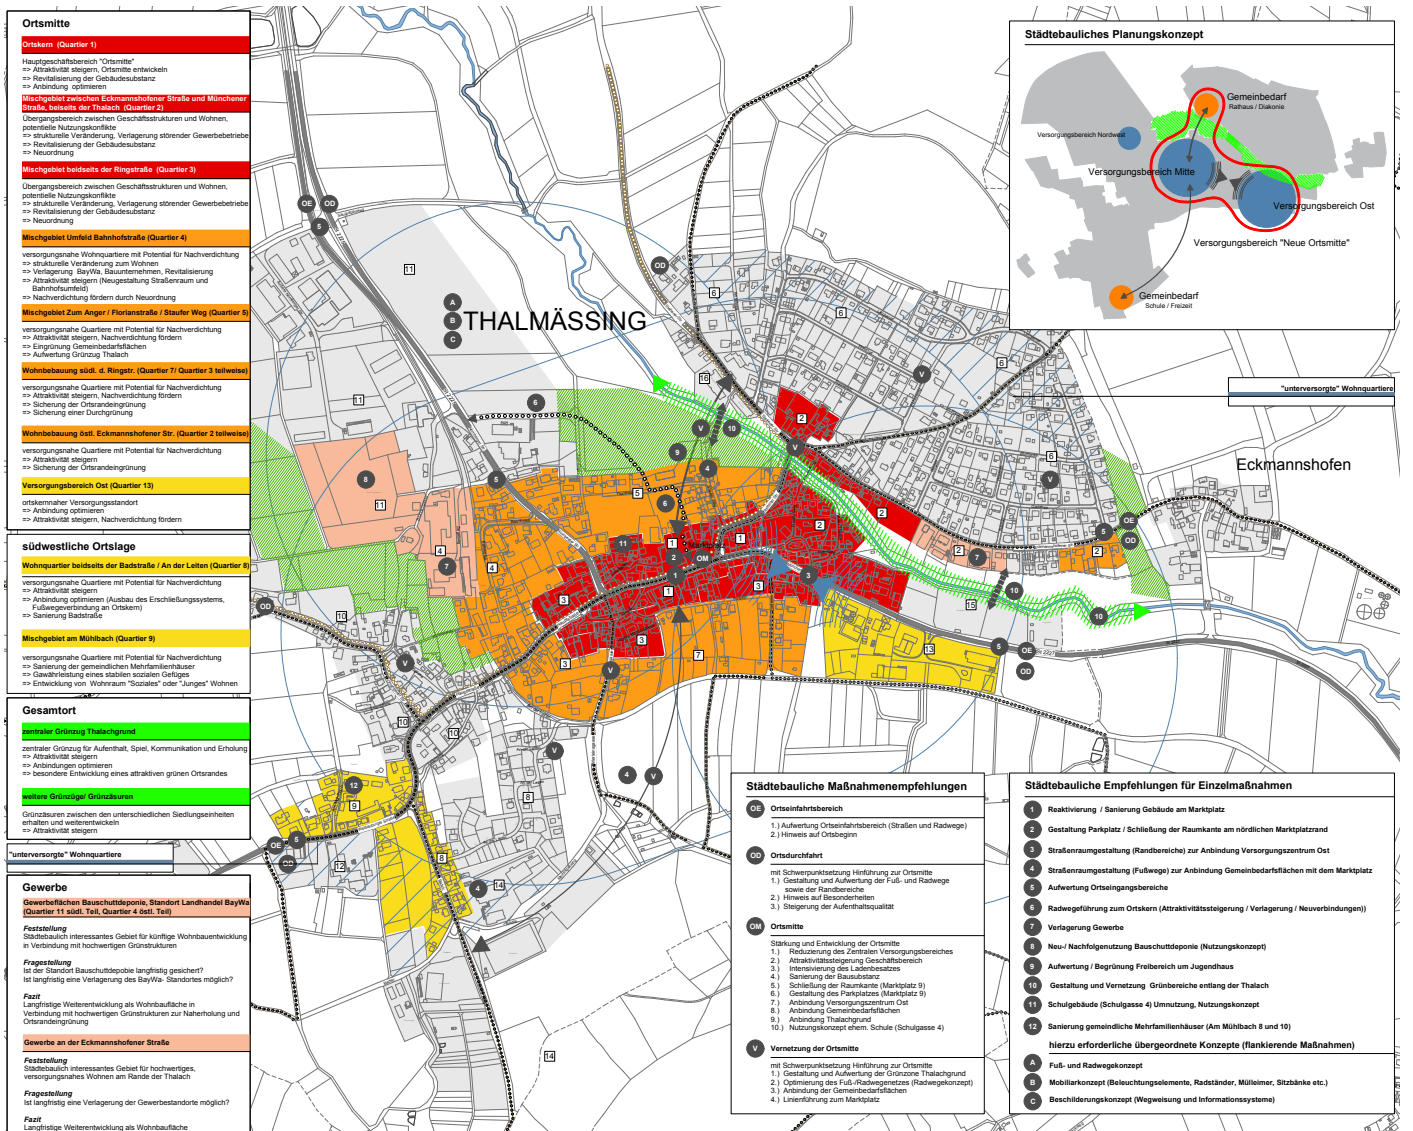 Ortsmitte
Ortskern (Quartier 1)
Hauptgeschäftsbereich "Ortsmitte"
=> Attraktivität steigern, Ortsmitte entwickeln
=> Revitalisierung der Gebäudesubstanz
=> Anbindung optimieren
Mischgebiet zwischen Eckmannshofener Straße und Münchener
Straße, beiseits der Thalach (Quartier 2)
Übergangsbereich zwischen Geschäftsstrukturen und Wohnen,
potentielle Nutzungskonflikte
=> strukturelle Veränderung, Verlagerung störender Gewerbebetriebe
=> Revitalisierung der Gebäudesubstanz
=> Neuordnung
Mischgebiet beidseits der Ringstraße (Quartier 3)
Übergangsbereich zwischen Geschäftsstrukturen und Wohnen,
potentielle Nutzungskonflikte
=> strukturelle Veränderung, Verlagerung störender Gewerbebetriebe
=> Revitalisierung der Gebäudesubstanz
=> Neuordnung
Mischgebiet Umfeld Bahnhofstraße (Quartier 4)
versorgungsnahe Wohnquartiere mit Potential für Nachverdichtung
=> strukturelle Veränderung zum Wohnen
=> Verlagerung BayWa, Bauunternehmen, Revitalisierung
=> Attraktivität steigern (Neugestaltung Straßenraum und
Bahnhofsumfeld)
=> Nachverdichtung fördern durch Neuordnung
Mischgebiet Zum Anger / Florianstraße / Staufer Weg (Quartier 5)
versorgungsnahe Quartiere mit Potential für Nachverdichtung
=> Attraktivität steigern, Nachverdichtung fördern
=> Eingrünung Gemeinbedarfsflächen
=> Aufwertung Grünzug Thalach
Wohnbebauung südl. d. Ringstr. (Quartier 7/ Quartier 3 teilweise)
versorgungsnahe Quartiere mit Potential für Nachverdichtung
=> Attraktivität steigern, Nachverdichtung fördern
=> Sicherung der Ortsrandeingrünung
=> Sicherung einer Durchgrünung
Wohnbebauung östl. Eckmannshofener Str. (Quartier 2 teilweise)
versorgungsnahe Quartiere mit Potential für Nachverdichtung
=> Attraktivität steigern
=> Sicherung der Ortsrandeingrünung
Versorgungsbereich Ost (Quartier 13)
ortskernnaher Versorgungsstandort
=> Anbindung optimieren
=> Attraktivität steigern, Nachverdichtung fördern
südwestliche Ortslage
Wohnquartier beidseits der Badstraße / An der Leiten (Quartier 8)
versorgungsnahe Quartiere mit Potential für Nachverdichtung
=> Attraktivität steigern
=> Anbindung optimieren (Ausbau des Erschließungssystems,
Fußwegeverbindung an Ortskern)
=> Sanierung Badstraße
Mischgebiet am Mühlbach (Quartier 9)
versorgungsnahe Quartiere mit Potential für Nachverdichtung
=> Sanierung der gemeindlichen Mehrfamilienhäuser
=> Gawährleistung eines stabilen sozialen Gefüges
=> Entwicklung von Wohnraum "Soziales" oder "Junges" Wohnen
Gesamtort
zentraler Grünzug Thalachgrund
zentraler Grünzug für Aufenthalt, Spiel, Kommunikation und Erholung
=> Attraktivität steigern
=> Anbindungen optimieren
=> besondere Entwicklung eines attraktiven grünen Ortsrandes
weitere Grünzüge/ Grünzäsuren
Grünzäsuren zwischen den unterschiedlichen Siedlungseinheiten
erhalten und weiterentwickeln
=> Attraktivität steigern
"unterversorgte" Wohnquartiere
Gewerbe
Gewerbeflächen Bauschuttdeponie, Standort Landhandel BayWa
(Quartier 11 südl. Teil, Quartier 4 östl. Teil)
Feststellung
Städtebaulich interessantes Gebiet für künftige Wohnbauentwicklung
in Verbindung mit hochwertigen Grünstrukturen
Fragestellung
Ist der Standort Bauschuttdepobie langfristig gesichert?
Ist langfristig eine Verlagerung des BayWa- Standortes möglich?
Fazit
Langfristige Weiterentwicklung als Wohnbaufläche in
Verbindung mit hochwertigen Grünstrukturen zur Naherholung und
Ortsrandeingrünung
Gewerbe an der Eckmannshofener Straße
Feststellung
Städtebaulich interessantes Gebiet für hochwertiges,
versorgungsnahes Wohnen am Rande der Thalach
Fragestellung
Ist langfristig eine Verlagerung der Gewerbestandorte möglich?
Fazit
Langfristige Weiterentwicklung als Wohnbaufläche
THALMÄSSING
Eckmannshofen
Marktplatz
Städtebauliches Planungskonzept
Gemeinbedarf
Rathaus / Diakonie
Versorgungsbereich Nordwest
Versorgungsbereich Mitte
Versorgungsbereich Ost
Versorgungsbereich "Neue Ortsmitte"
Gemeinbedarf
Schule / Freizeit
"unterversorgte" Wohnquartiere
Städtebauliche Maßnahmenempfehlungen
OE Ortseinfahrtsbereich
1.) Aufwertung Ortseinfahrtsbereich (Straßen und Radwege)
2.) Hinweis auf Ortsbeginn
OD Ortsdurchfahrt
mit Schwerpunktsetzung Hinführung zur Ortsmitte
1.) Gestaltung und Aufwertung der Fuß- und Radwege
sowie der Randbereiche
2.) Hinweis auf Besonderheiten
3.) Steigerung der Aufenthaltsqualität
OM Ortsmitte
Stärkung und Entwicklung der Ortsmitte
1.) Reduzierung des Zentralen Versorgungsbereiches
2.) Attraktivitätssteigerung Geschäftsbereich
3.) Intensivierung des Ladenbesatzes
4.) Sanierung der Bausubstanz
5.) Schließung der Raumkante (Marktplatz 9)
6.) Gestaltung des Parkplatzes (Marktplatz 9)
7.) Anbindung Versorgungszentrum Ost
8.) Anbindung Gemeinbedarfsflächen
9.) Anbindung Thalachgrund
10.) Nutzungskonzept ehem. Schule (Schulgasse 4)
V Vernetzung der Ortsmitte
mit Schwerpunktsetzung Hinführung zur Ortsmitte
1.) Gestaltung und Aufwertung der Grünzone Thalachgrund
2.) Optimierung des Fuß-/Radwegenetzes (Radwegekonzept)
3.) Anbindung der Gemeinbedarfsflächen
4.) Linienführung zum Marktplatz
Städtebauliche Empfehlungen für Einzelmaßnahmen
1 Reaktivierung / Sanierung Gebäude am Marktplatz
2 Gestaltung Parkplatz / Schließung der Raumkante am nördlichen Marktplatzrand
3 Straßenraumgestaltung (Randbereiche) zur Anbindung Versorgungszentrum Ost
4 Straßenraumgestaltung (Fußwege) zur Anbindung Gemeinbedarfsflächen mit dem Marktplatz
5 Aufwertung Ortseingangsbereiche
6 Radwegeführung zum Ortskern (Attraktivitätssteigerung / Verlagerung / Neuverbindungen))
7 Verlagerung Gewerbe
8 Neu-/ Nachfolgenutzung Bauschuttdeponie (Nutzungskonzept)
9 Aufwertung / Begrünung Freibereich um Jugendhaus
10 Gestaltung und Vernetzung Grünbereiche entlang der Thalach
11 Schulgebäude (Schulgasse 4) Umnutzung, Nutzungskonzept
12 Sanierung gemeindliche Mehrfamilienhäuser (Am Mühlbach 8 und 10)
hierzu erforderliche übergeordnete Konzepte (flankierende Maßnahmen)
A Fuß- und Radwegekonzept
B Mobiliarkonzept (Beleuchtungselemente, Radständer, Mülleimer, Sitzbänke etc.)
C Beschilderungskonzept (Wegweisung und Informationssysteme)